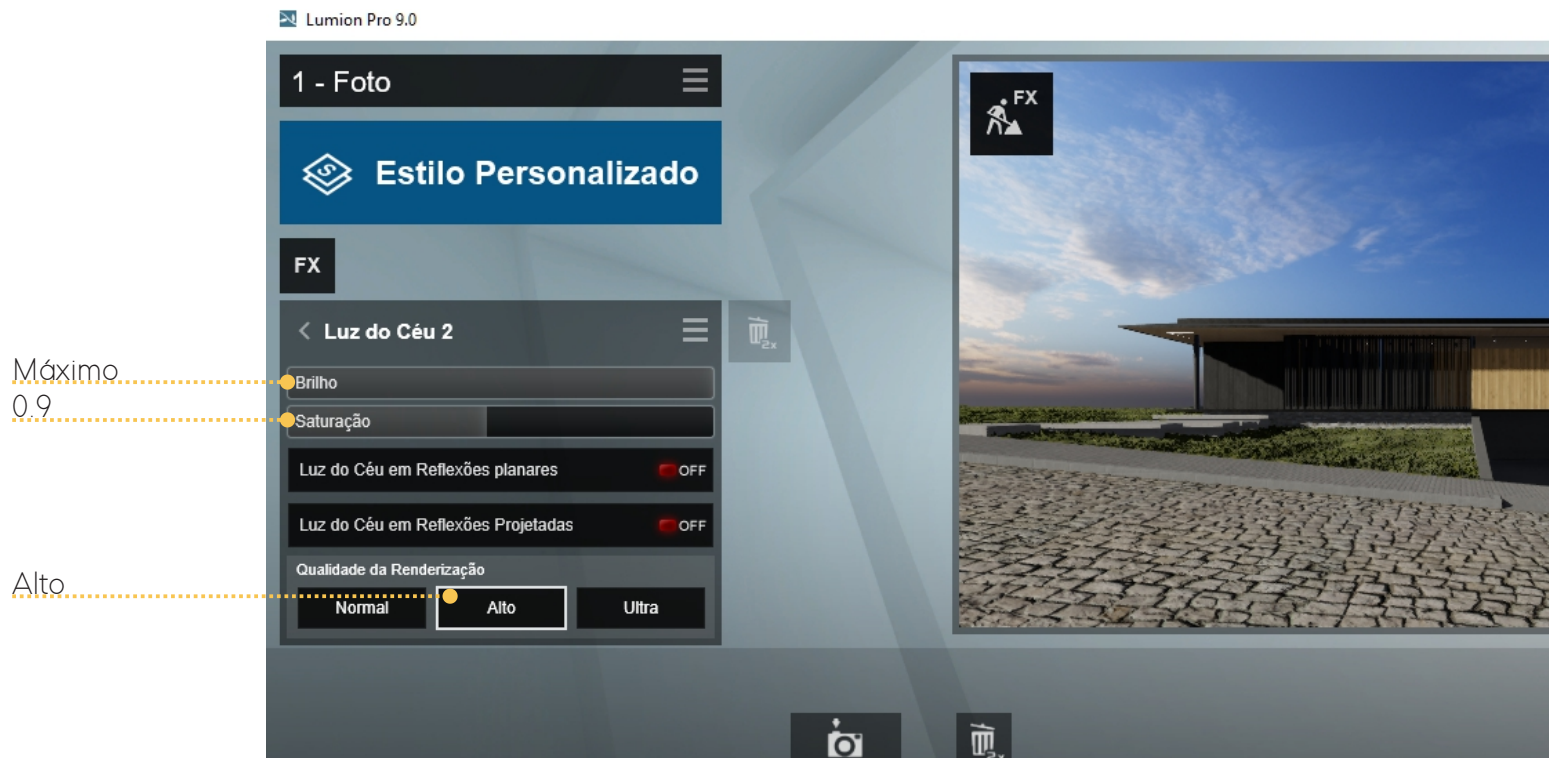 Lumion Pro 9.0
1 - Foto
FX
Estilo Personalizado
FX
Luz do Céu 2
2x
Máximo
Brilho
0.9
Saturação
Luz do Céu em Reflexões planares OFF
Luz do Céu em Reflexões Projetadas OFF
Qualidade da Renderização
Alto
Normal Alto Ultra
2x